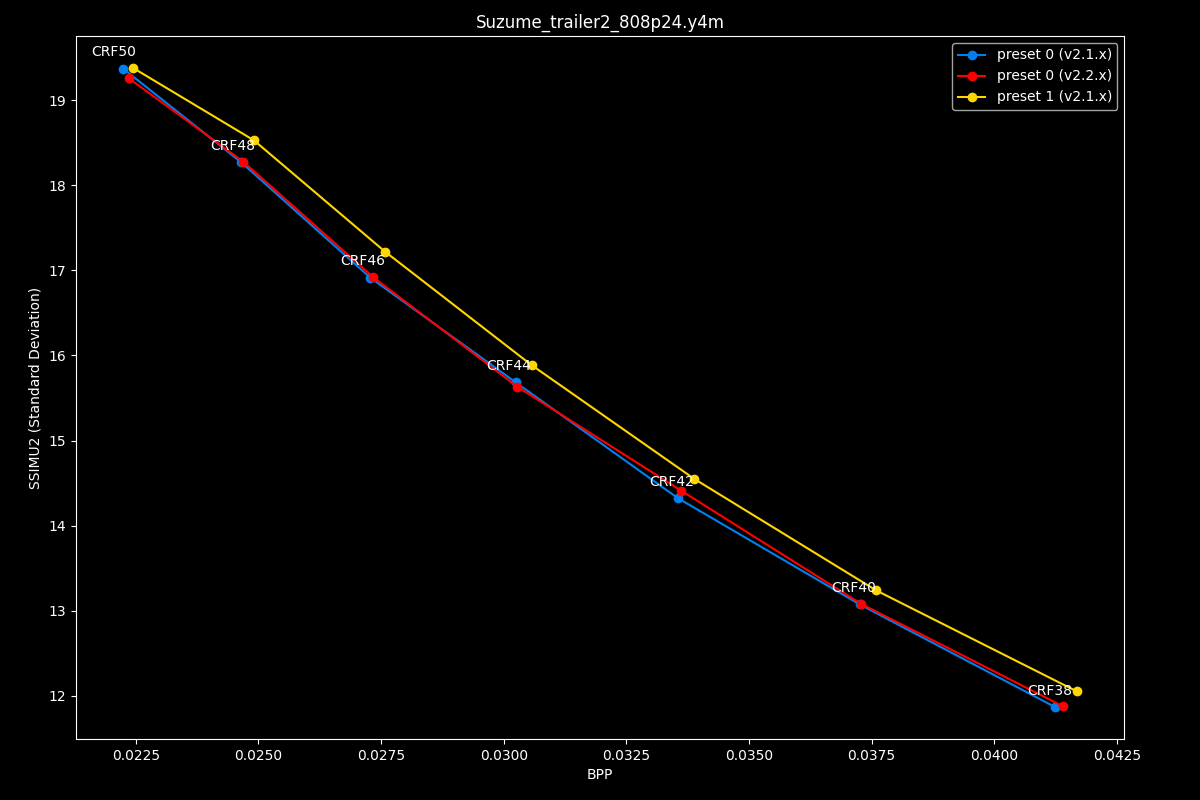 Suzume_trailer2_808p24.y4m
preset 0 (v2.1.x)
preset 0 (v2.2.x)
preset 1 (v2.1.x)
CRF50
CRF48
CRF46
CRF44
CRF42
CRF40
CRF38
SSIMU2 (Standard Deviation)
19
18
17
16
15
14
13
12
0.0225 0.0250 0.0275 0.0300 0.0325 0.0350 0.0375 0.0400 0.0425
BPP